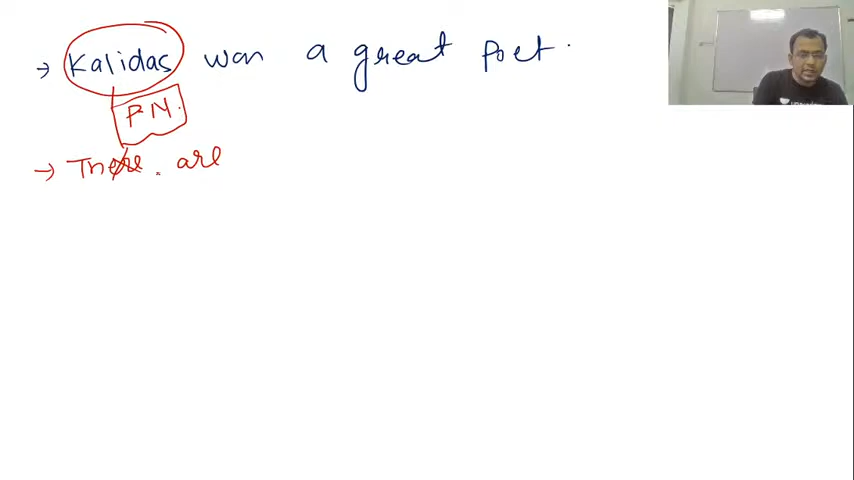 → Kalidas was a great Poet.
P.N.
→ There are